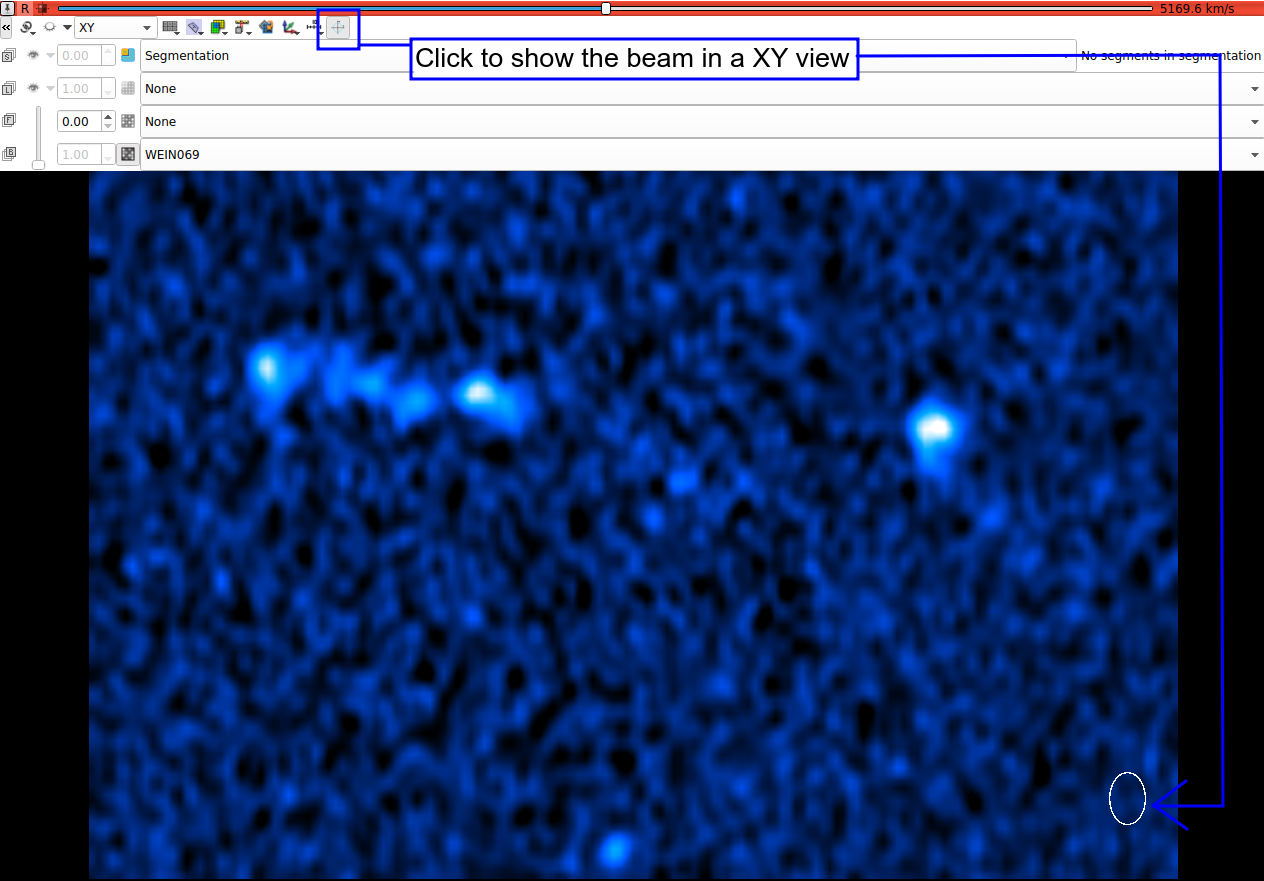 R
5169.6 km/s
XY
Click to show the beam in a XY view
S
0.00
Segmentation
No segments in segmentation
L
1.00
None
F
0.00
None
B
1.00
WEIN069